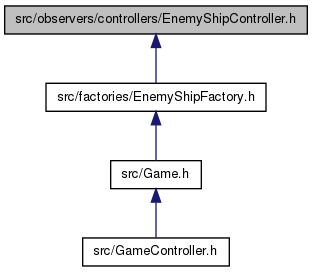 src/observers/controllers/EnemyShipController.h
src/factories/EnemyShipFactory.h
src/Game.h
src/GameController.h